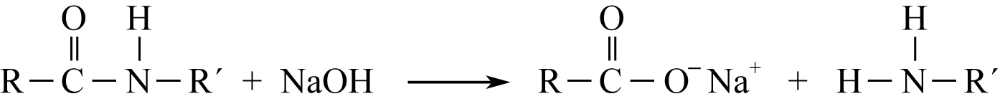 O H O H
R — C — N — R´ + NaOH ⟶ R — C — O⁻ Na⁺ + H — N — R´